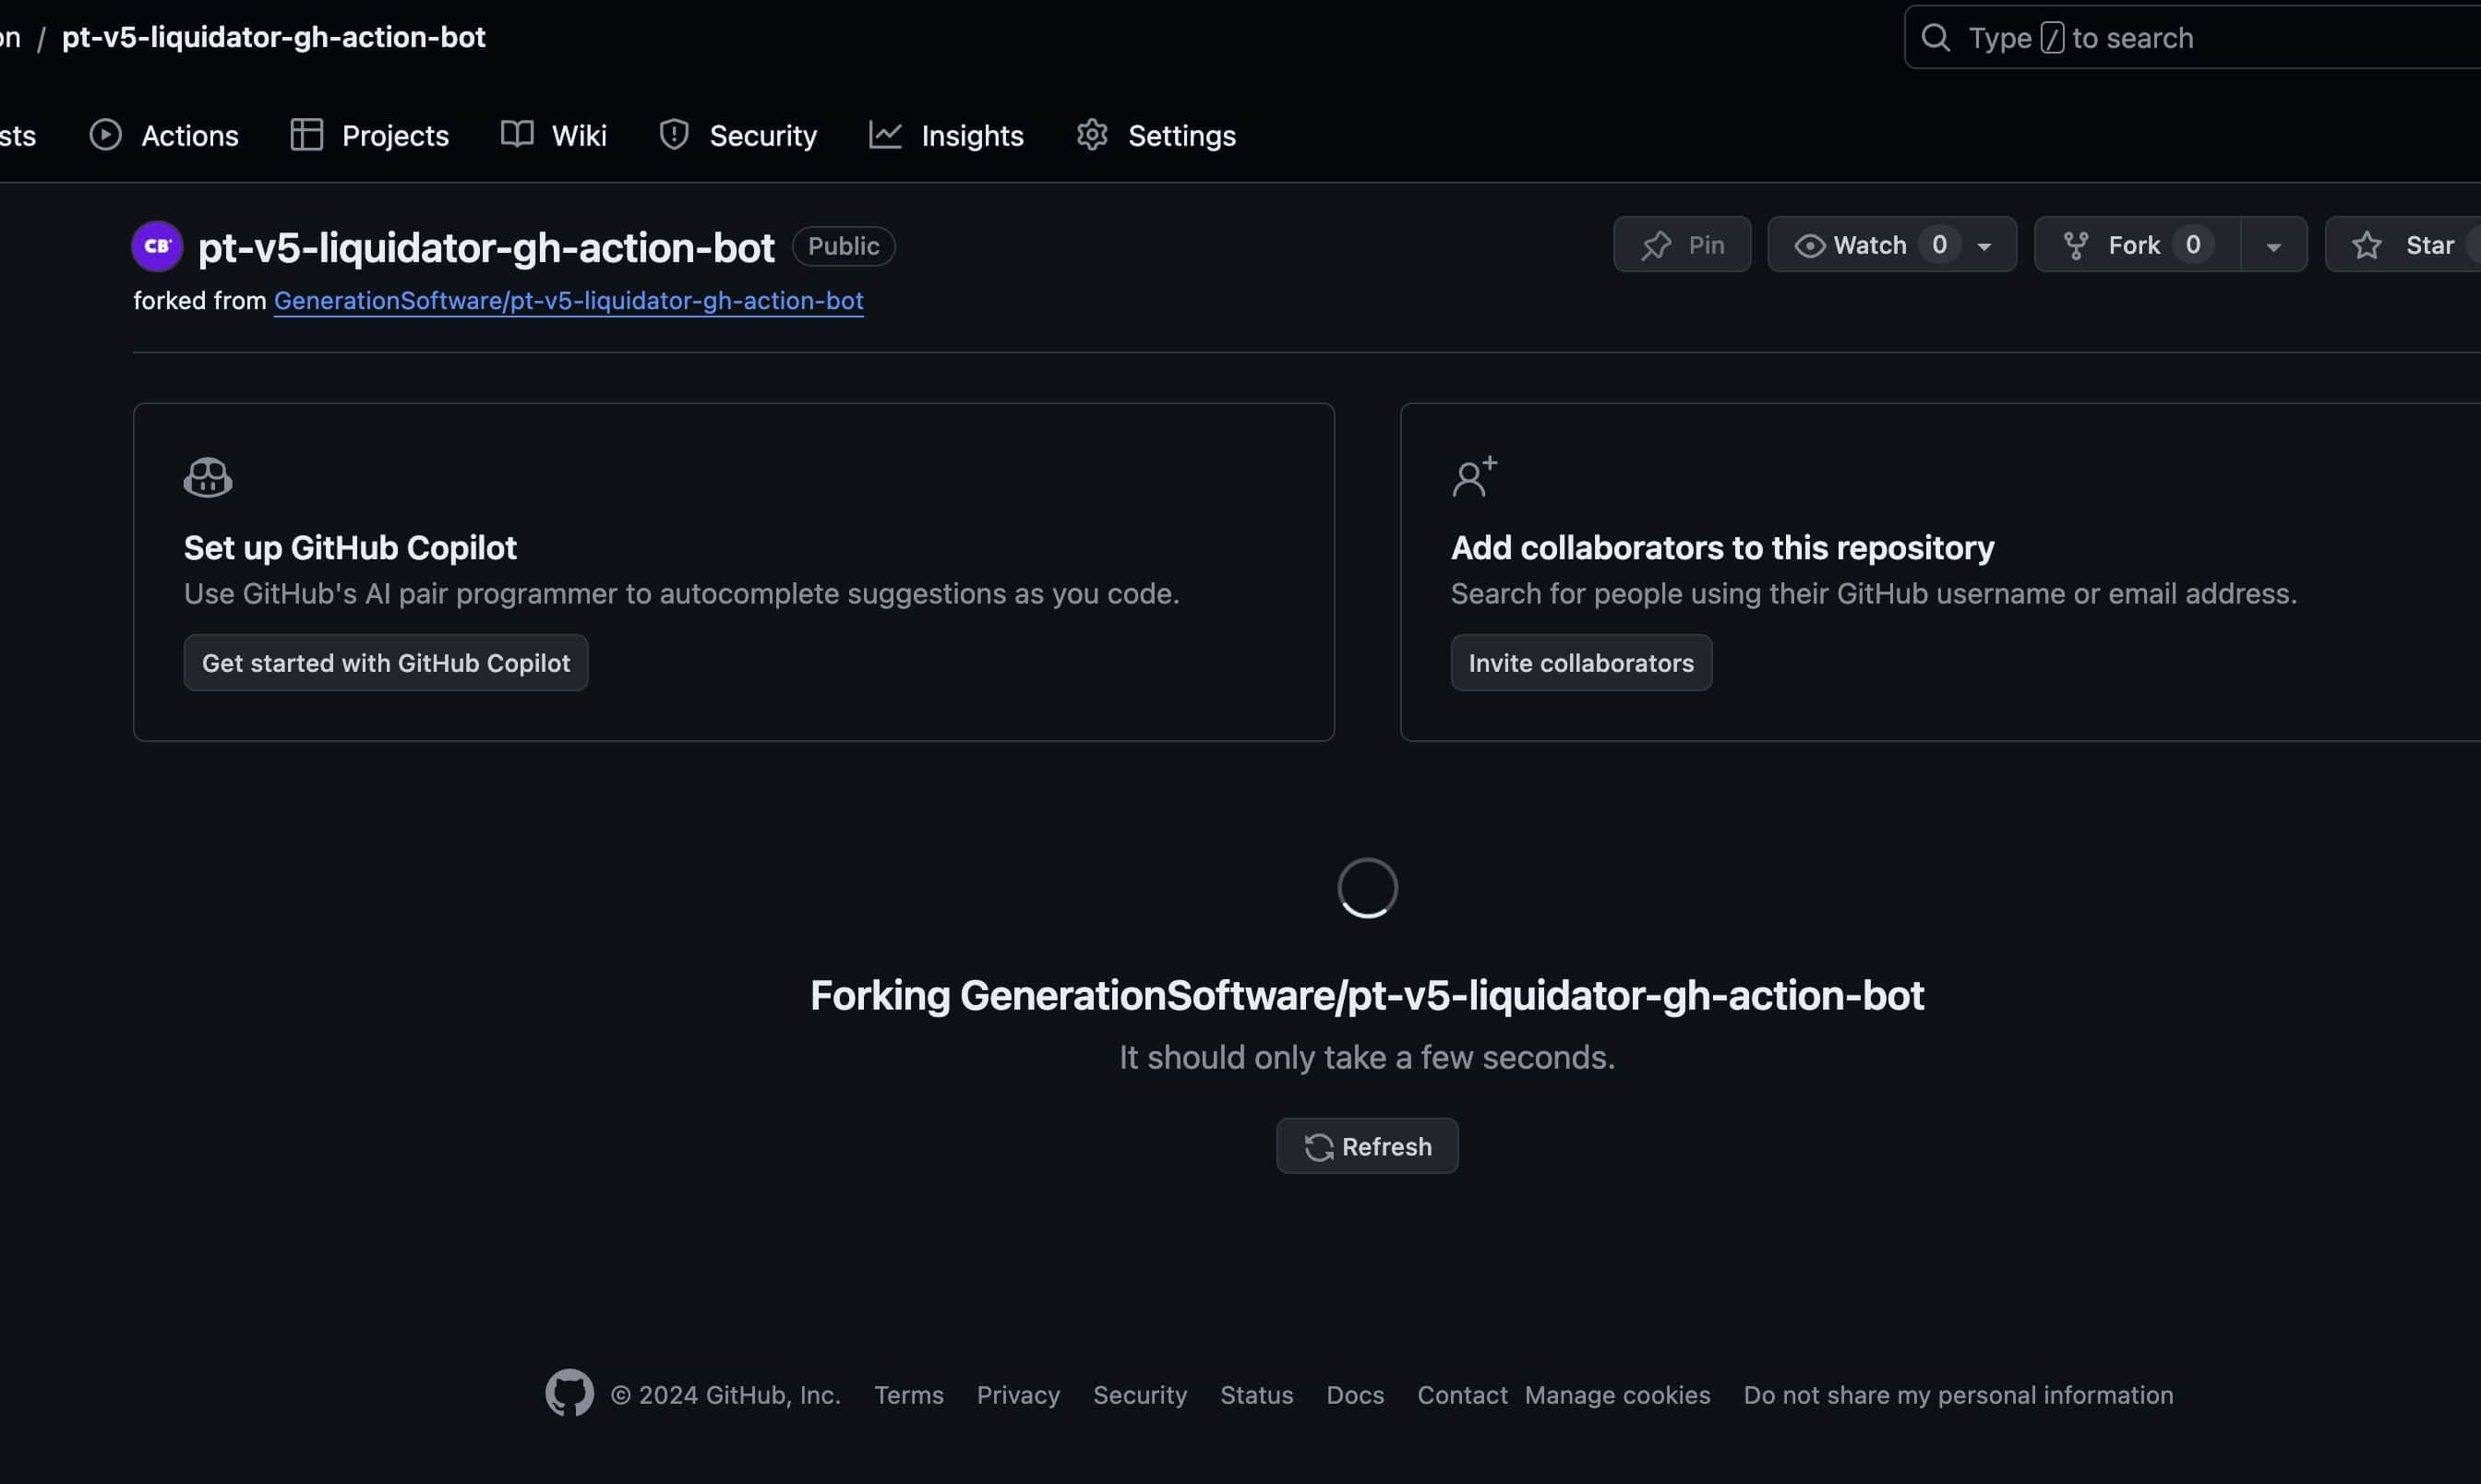 on / pt-v5-liquidator-gh-action-bot
Type / to search
sts Actions Projects Wiki Security Insights Settings
CB pt-v5-liquidator-gh-action-bot Public
Pin Watch 0 Fork 0 Star
forked from GenerationSoftware/pt-v5-liquidator-gh-action-bot
Set up GitHub Copilot
Use GitHub's AI pair programmer to autocomplete suggestions as you code.
Get started with GitHub Copilot
Add collaborators to this repository
Search for people using their GitHub username or email address.
Invite collaborators
Forking GenerationSoftware/pt-v5-liquidator-gh-action-bot
It should only take a few seconds.
Refresh
© 2024 GitHub, Inc. Terms Privacy Security Status Docs Contact Manage cookies Do not share my personal information